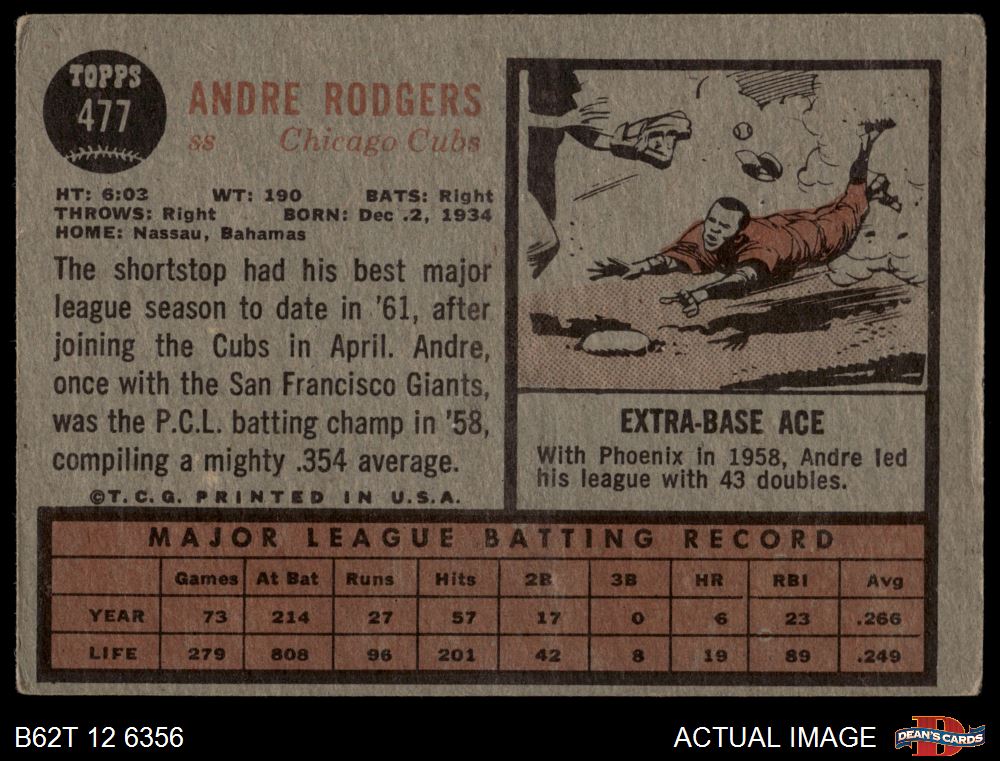 TOPPS
477
ANDRE RODGERS
ss Chicago Cubs
HT: 6:03 WT: 190 BATS: Right
THROWS: Right BORN: Dec .2, 1934
HOME: Nassau, Bahamas
The shortstop had his best major
league season to date in '61, after
joining the Cubs in April. Andre,
once with the San Francisco Giants,
was the P.C.L. batting champ in '58,
compiling a mighty .354 average.
©T.C.G. PRINTED IN U.S.A.
EXTRA-BASE ACE
With Phoenix in 1958, Andre led
his league with 43 doubles.
MAJOR LEAGUE BATTING RECORD
Games At Bat Runs Hits 2B 3B HR RBI Avg
YEAR 73 214 27 57 17 0 6 23 .266
LIFE 279 808 96 201 42 8 19 89 .249
B62T 12 6356
ACTUAL IMAGE
D
DEAN'S CARDS